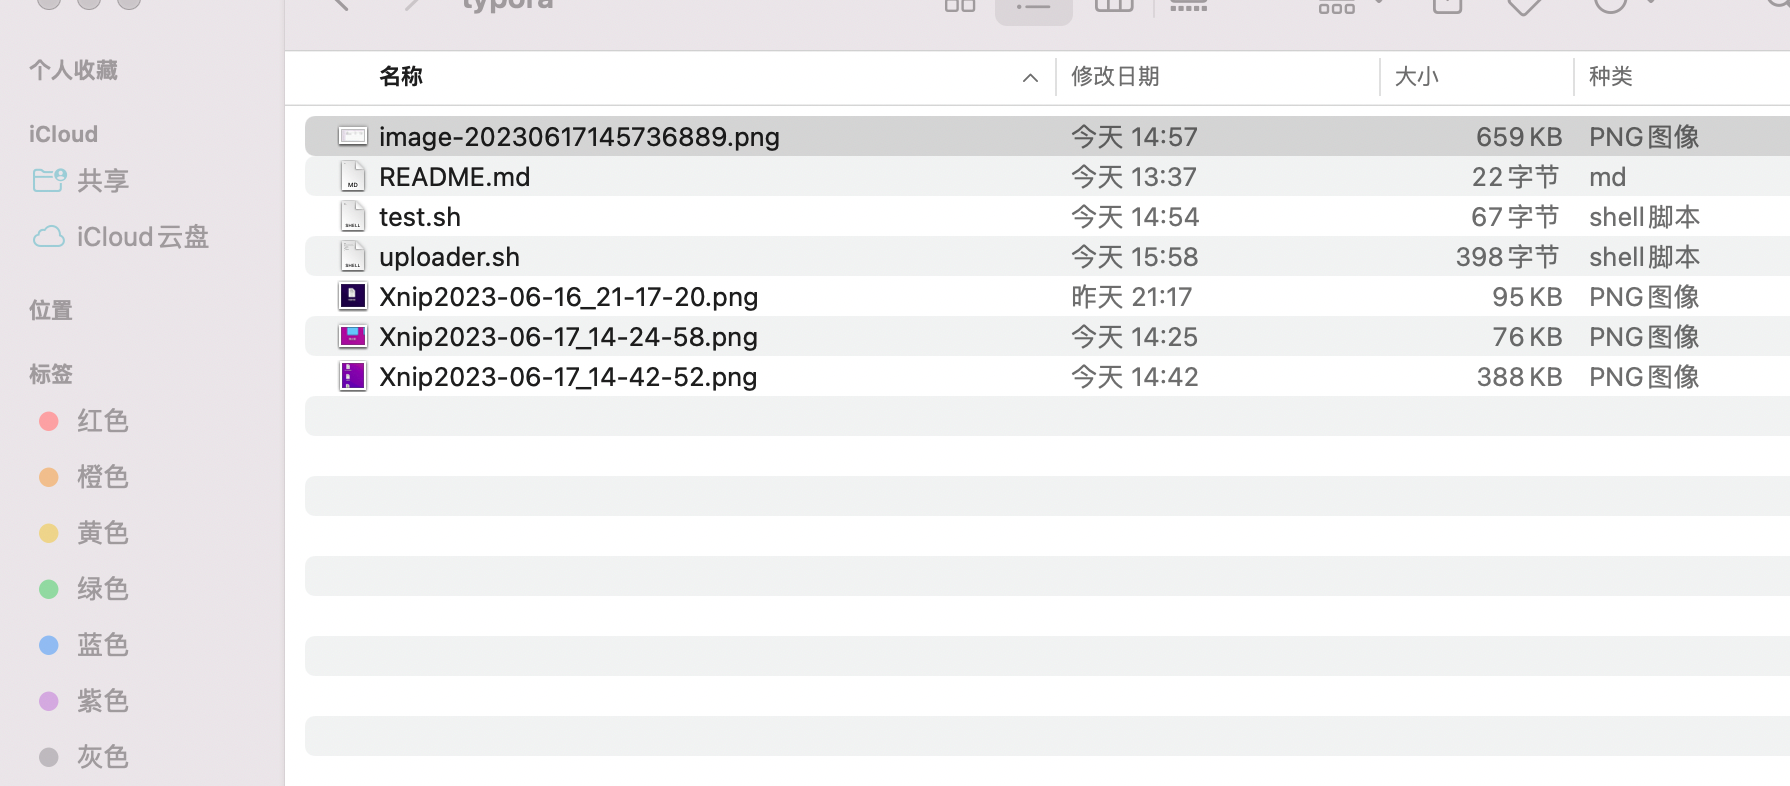 typora
个人收藏
iCloud
共享
iCloud云盘
位置
标签
红色
橙色
黄色
绿色
蓝色
紫色
灰色
名称 修改日期 大小 种类
image-20230617145736889.png 今天 14:57 659 KB PNG图像
README.md 今天 13:37 22 字节 md
test.sh 今天 14:54 67 字节 shell脚本
uploader.sh 今天 15:58 398 字节 shell脚本
Xnip2023-06-16_21-17-20.png 昨天 21:17 95 KB PNG图像
Xnip2023-06-17_14-24-58.png 今天 14:25 76 KB PNG图像
Xnip2023-06-17_14-42-52.png 今天 14:42 388 KB PNG图像